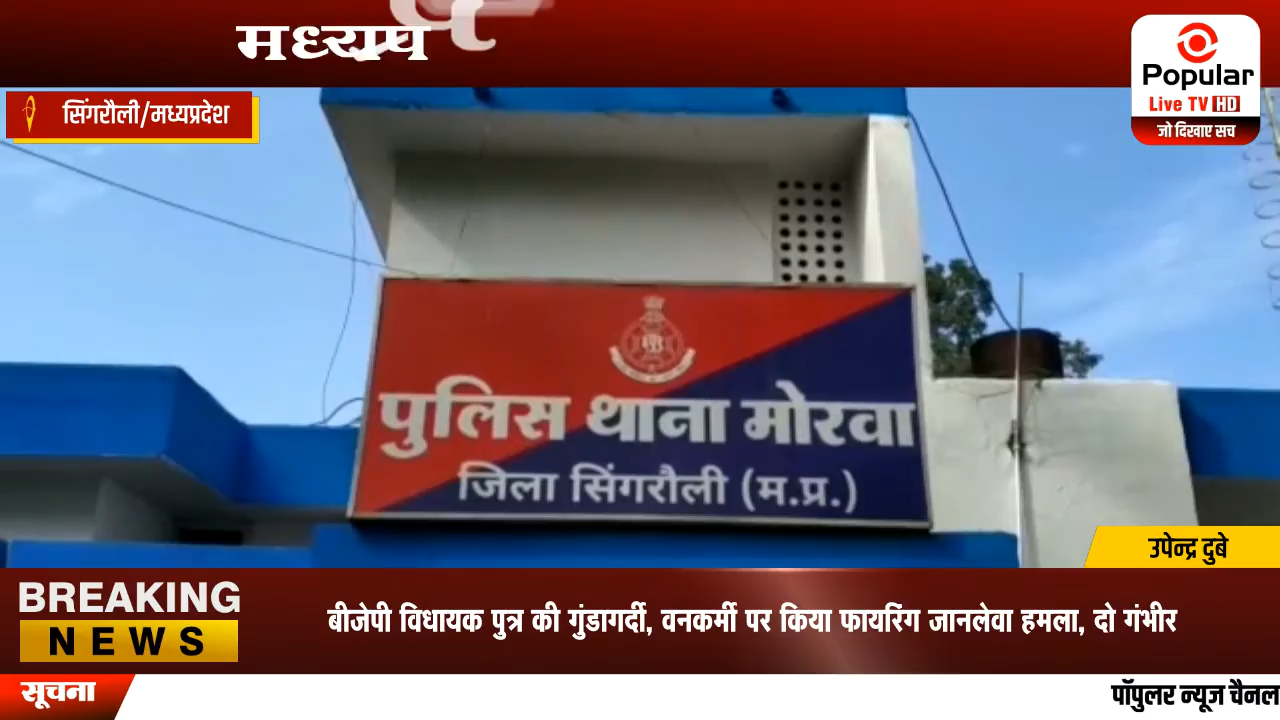 मध्यप
सिंगरौली/मध्यप्रदेश
Popular
Live TV HD
जो दिखाए सच
पुलिस थाना मोरवा
जिला सिंगरौली (म.प्र.)
उपेन्द्र दुबे
BREAKING
NEWS
बीजेपी विधायक पुत्र की गुंडागर्दी, वनकर्मी पर किया फायरिंग जानलेवा हमला, दो गंभीर
सूचना
पॉपुलर न्यूज चैनल